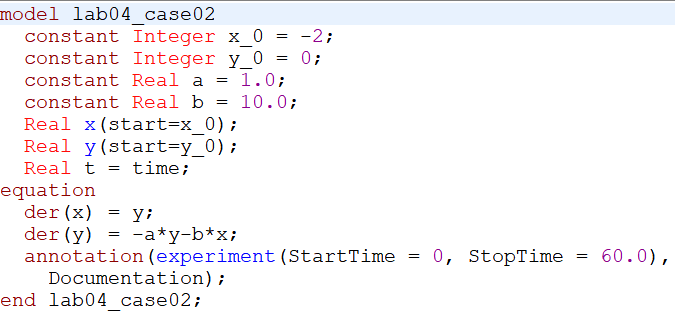 model lab04_case02
constant Integer x_0 = -2;
constant Integer y_0 = 0;
constant Real a = 1.0;
constant Real b = 10.0;
Real x(start=x_0);
Real y(start=y_0);
Real t = time;
equation
der(x) = y;
der(y) = -a*y-b*x;
annotation(experiment(StartTime = 0, StopTime = 60.0),
Documentation);
end lab04_case02;